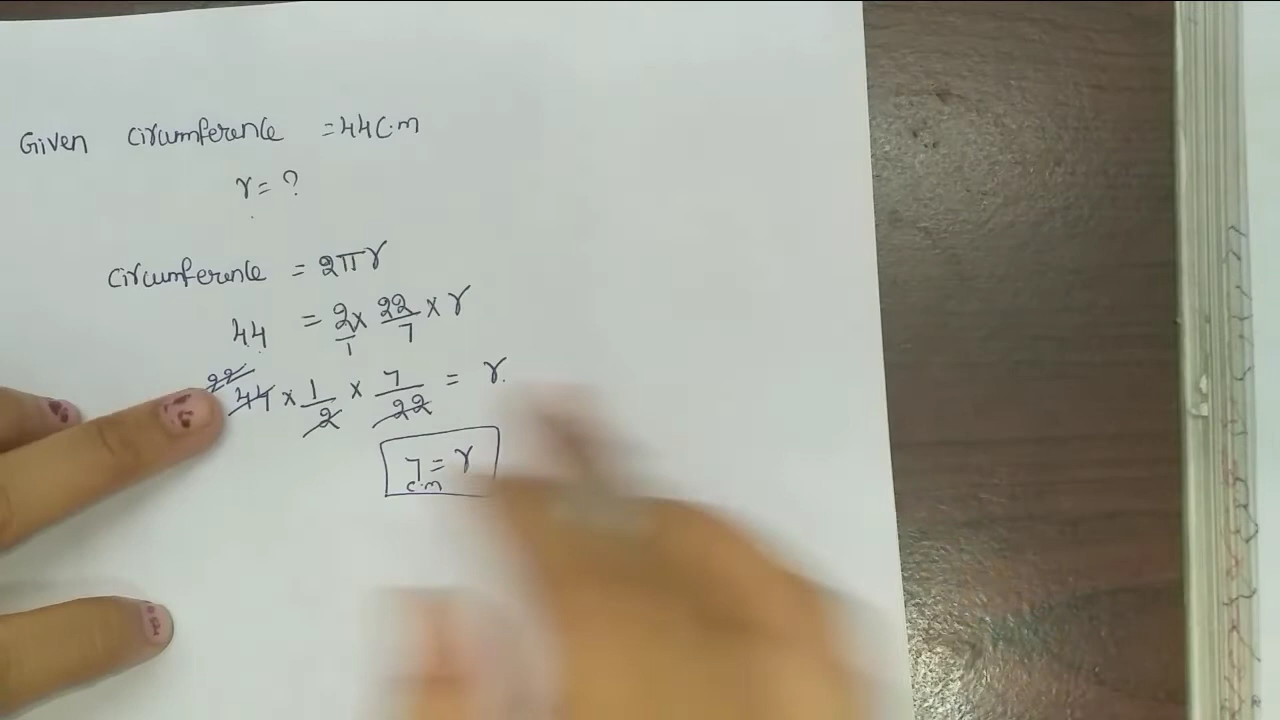 Given circumference = 44 c.m
r = ?
circumference = 2πr
44 = 2/1 × 22/7 × r
22
44 × 1/2 × 7/22 = r
7 = r
c.m